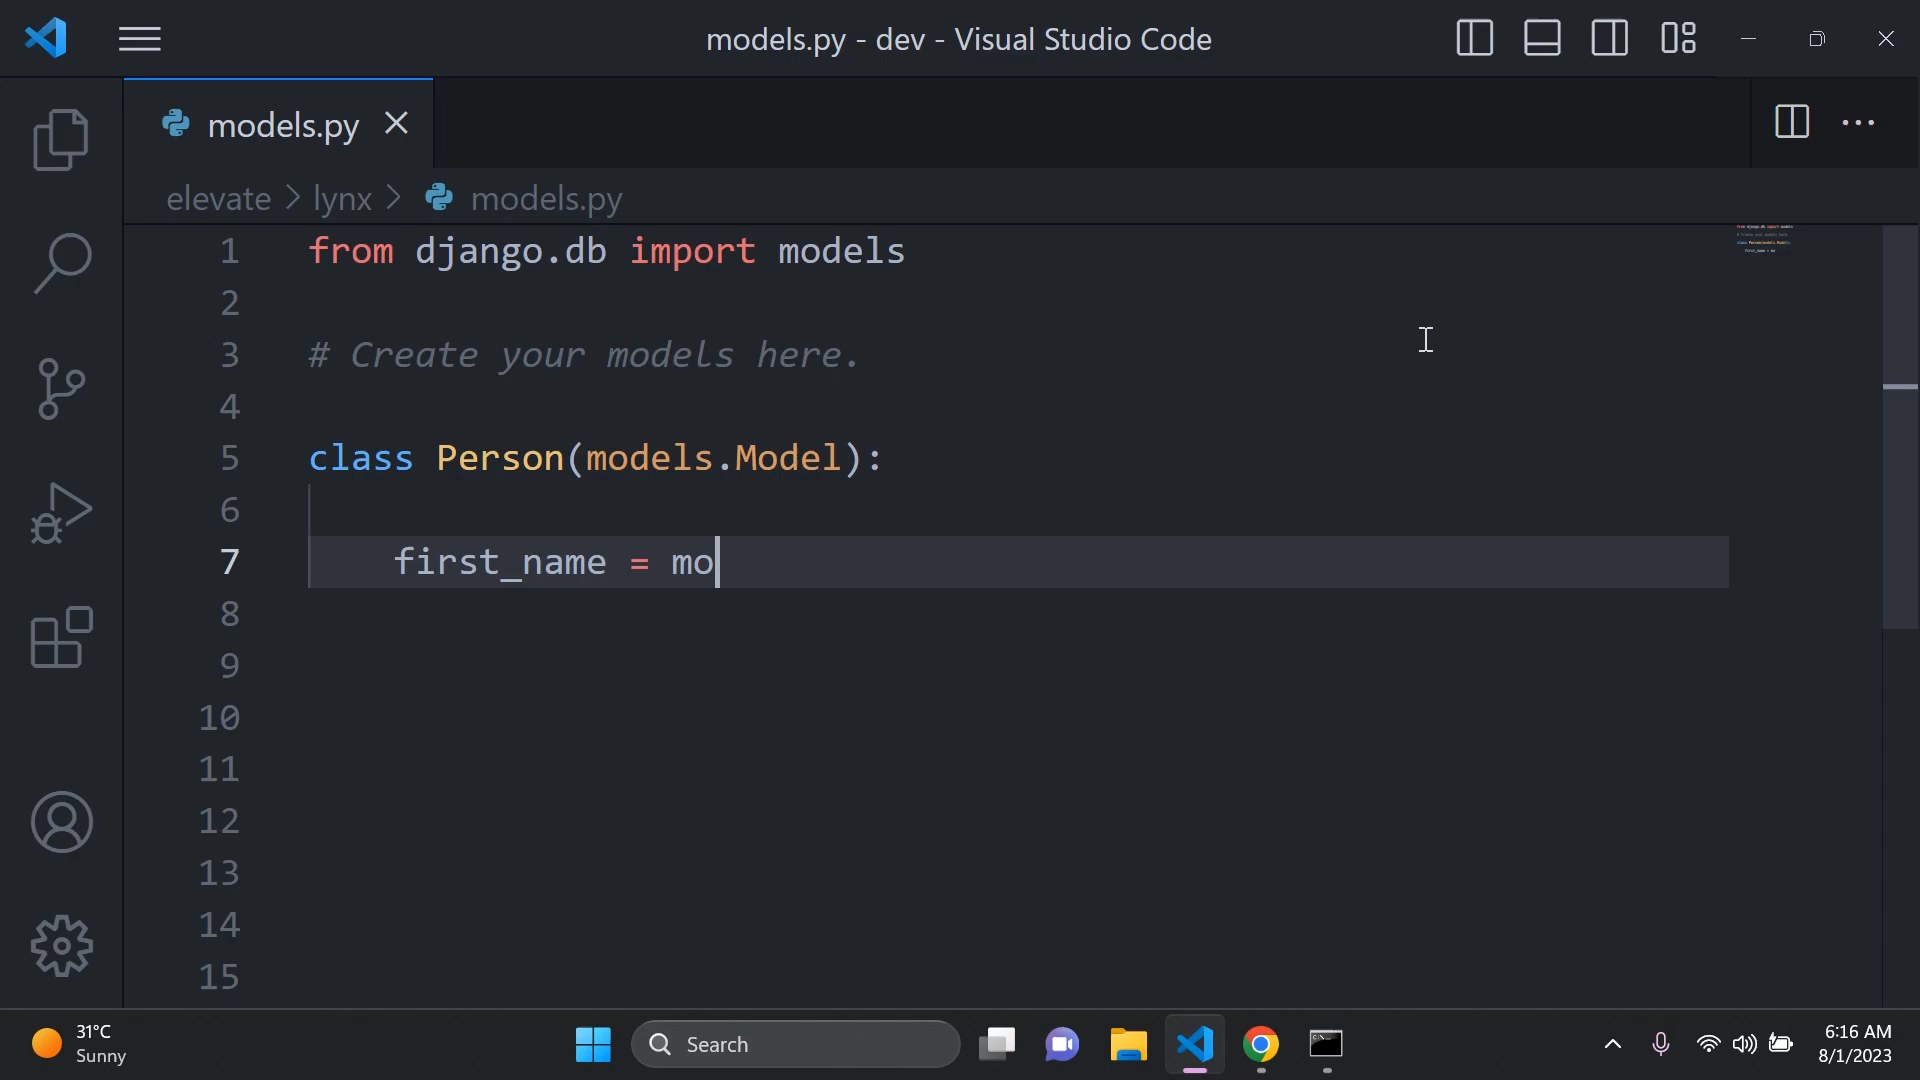 models.py - dev - Visual Studio Code
models.py
elevate > lynx > models.py
1 from django.db import models
2
3 # Create your models here.
4
5 class Person(models.Model):
6
7 first_name = mo
8
9
10
11
12
13
14
15
31°C
Sunny
Search
6:16 AM
8/1/2023